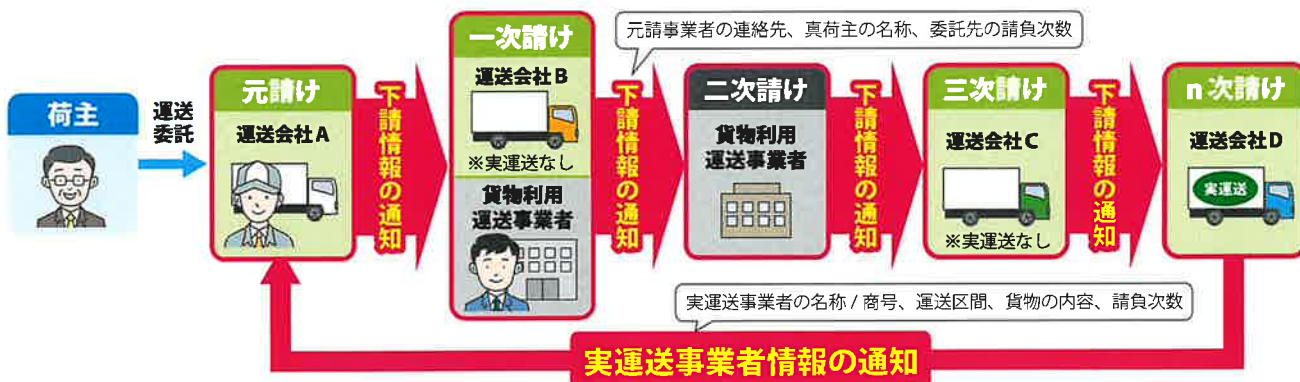 元請事業者の連絡先、真荷主の名称、委託先の請負次数
荷主
運送
委託
元請け
運送会社A
下請情報の通知
一次請け
運送会社B
※実運送なし
貨物利用
運送事業者
下請情報の通知
二次請け
貨物利用
運送事業者
下請情報の通知
三次請け
運送会社C
※実運送なし
下請情報の通知
n次請け
運送会社D
実運送
実運送事業者の名称 / 商号、運送区間、貨物の内容、請負次数
実運送事業者情報の通知